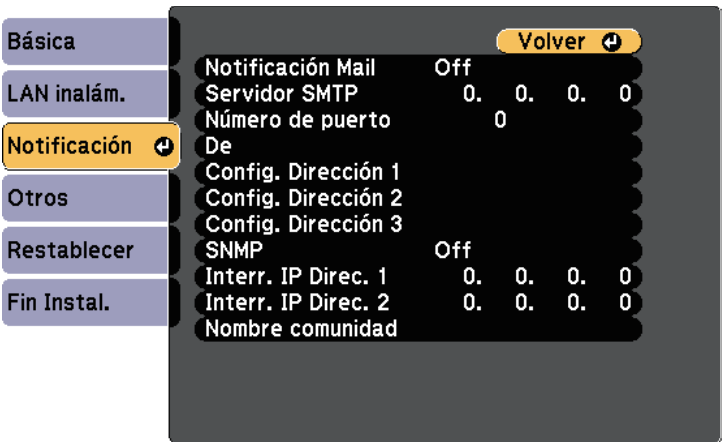 Básica
LAN inalám.
Notificación
Otros
Restablecer
Fin Instal.
Volver
Notificación Mail Off
Servidor SMTP 0. 0. 0. 0
Número de puerto 0
De
Config. Dirección 1
Config. Dirección 2
Config. Dirección 3
SNMP Off
Interr. IP Direc. 1 0. 0. 0. 0
Interr. IP Direc. 2 0. 0. 0. 0
Nombre comunidad